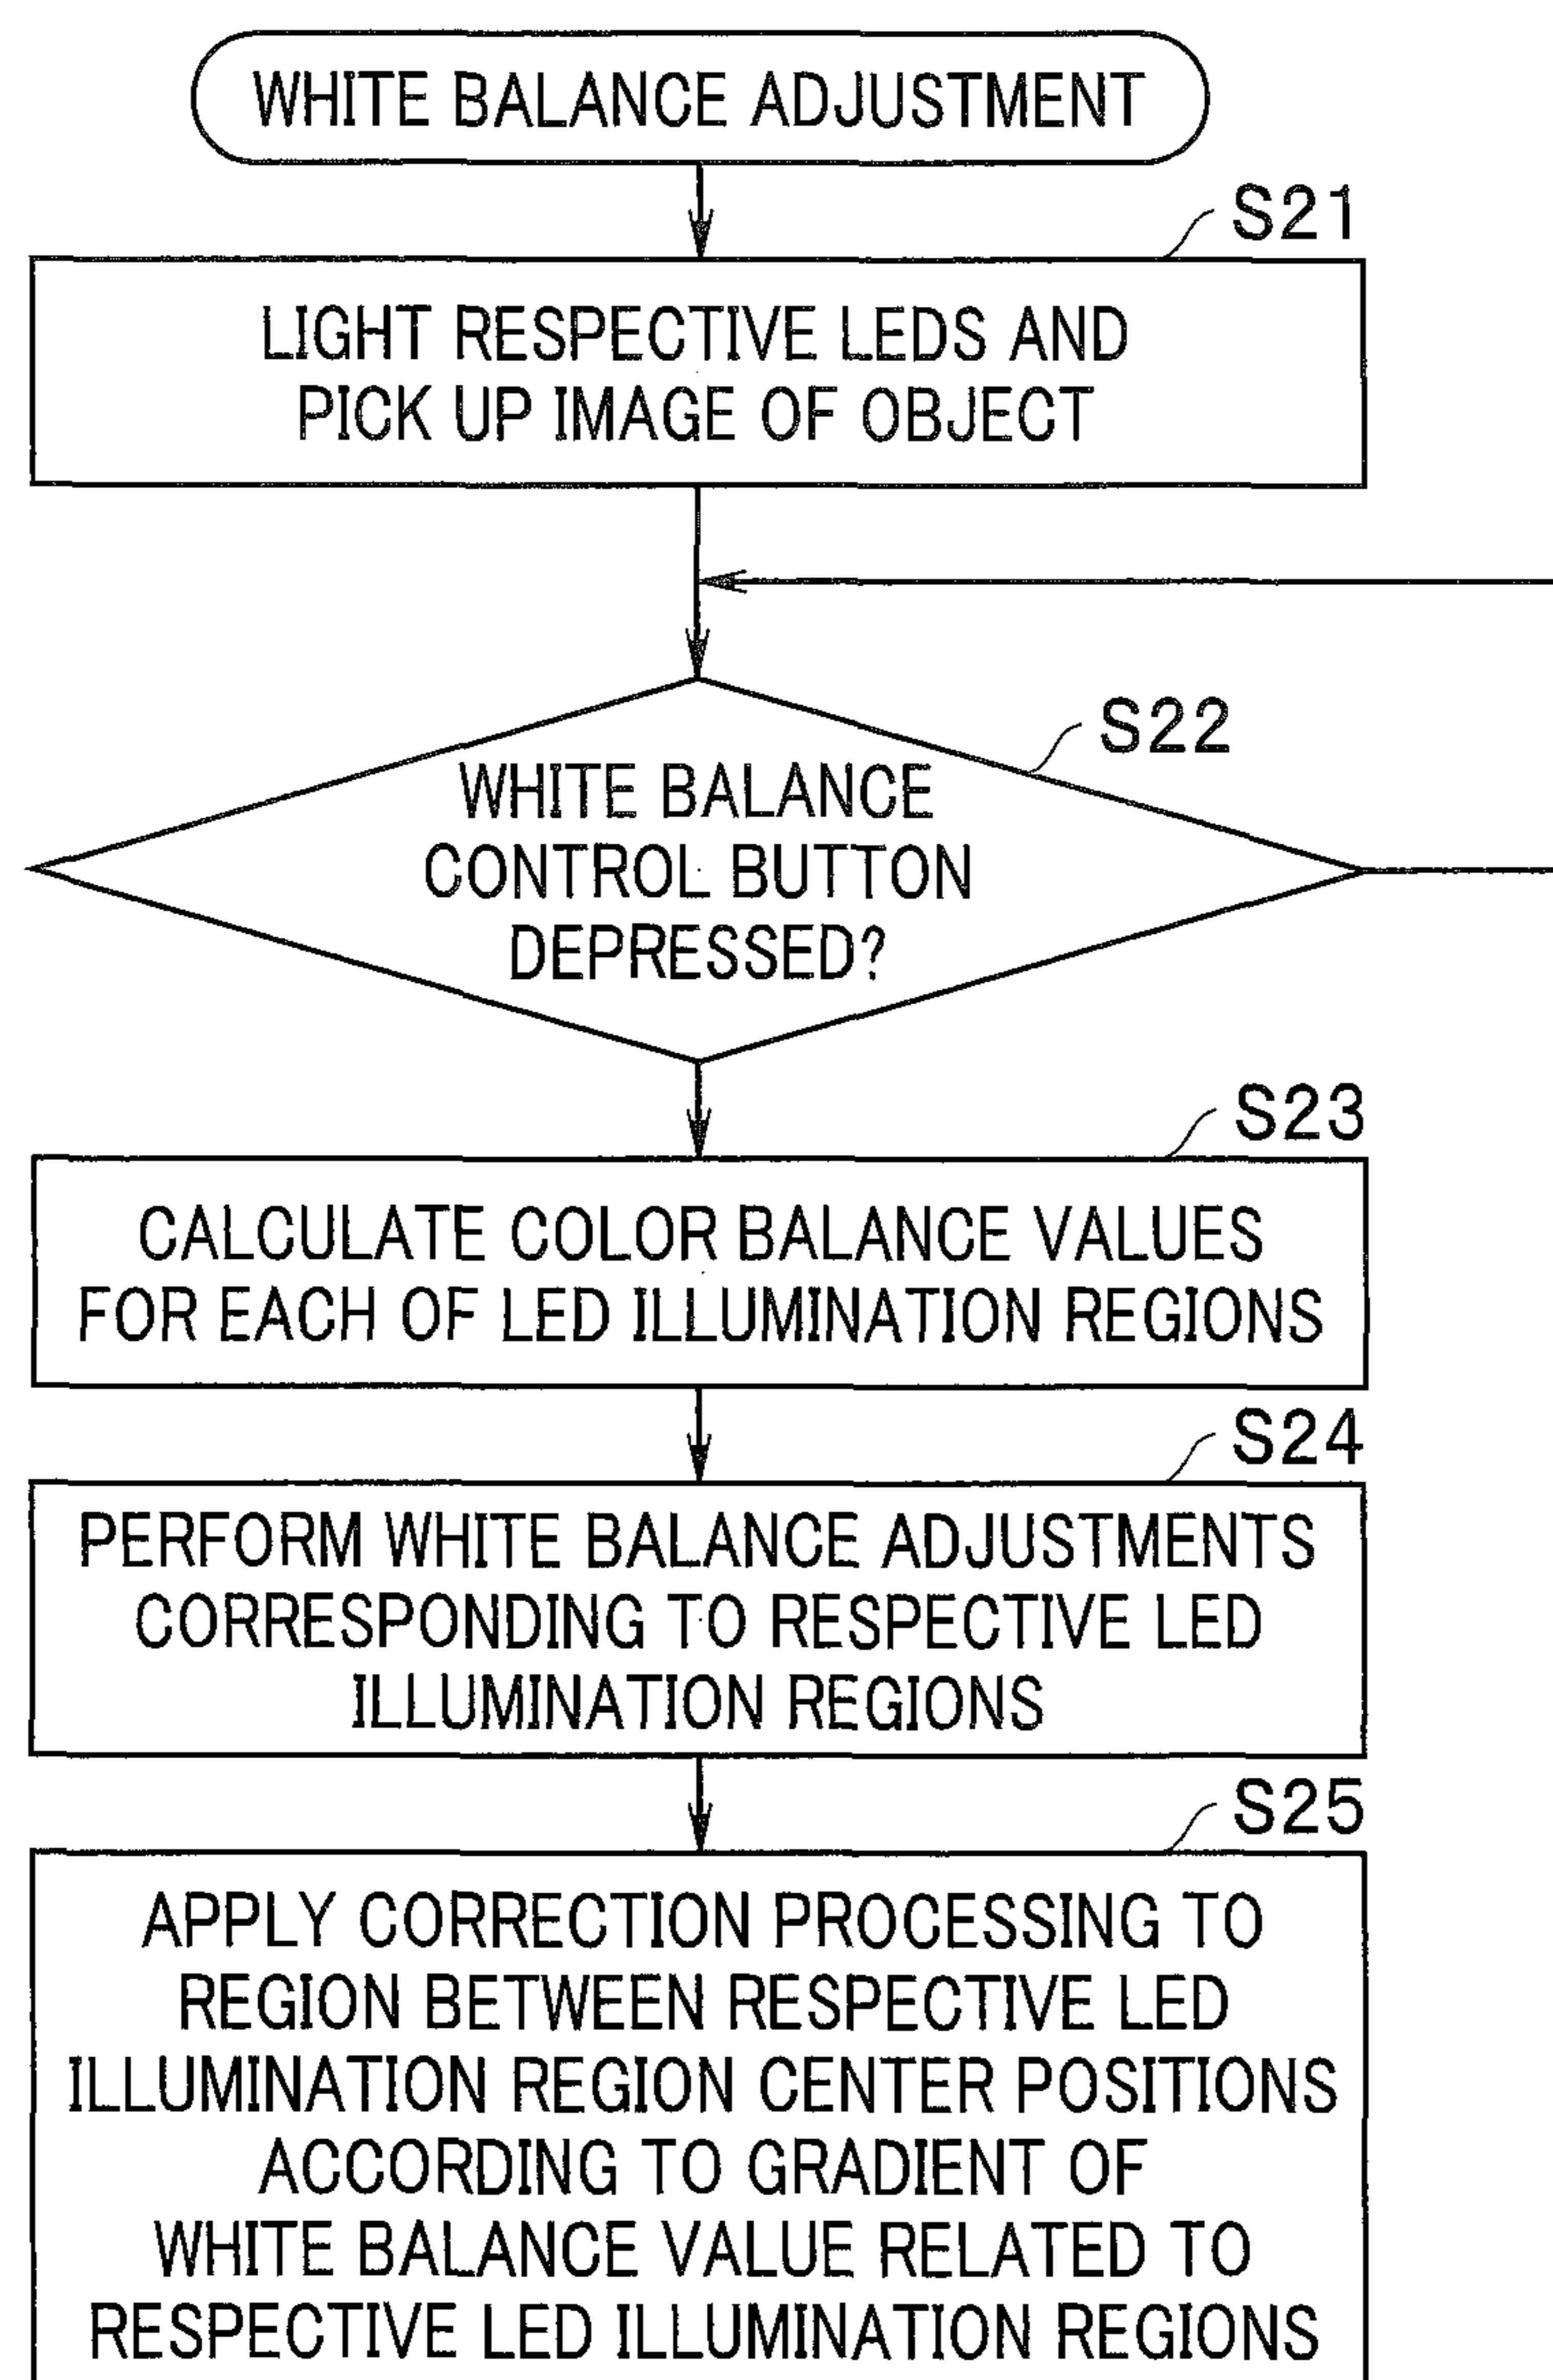 WHITE BALANCE ADJUSTMENT
S21
LIGHT RESPECTIVE LEDS AND
PICK UP IMAGE OF OBJECT
S22
WHITE BALANCE
CONTROL BUTTON
DEPRESSED?
S23
CALCULATE COLOR BALANCE VALUES
FOR EACH OF LED ILLUMINATION REGIONS
S24
PERFORM WHITE BALANCE ADJUSTMENTS
CORRESPONDING TO RESPECTIVE LED
ILLUMINATION REGIONS
S25
APPLY CORRECTION PROCESSING TO
REGION BETWEEN RESPECTIVE LED
ILLUMINATION REGION CENTER POSITIONS
ACCORDING TO GRADIENT OF
WHITE BALANCE VALUE RELATED TO
RESPECTIVE LED ILLUMINATION REGIONS